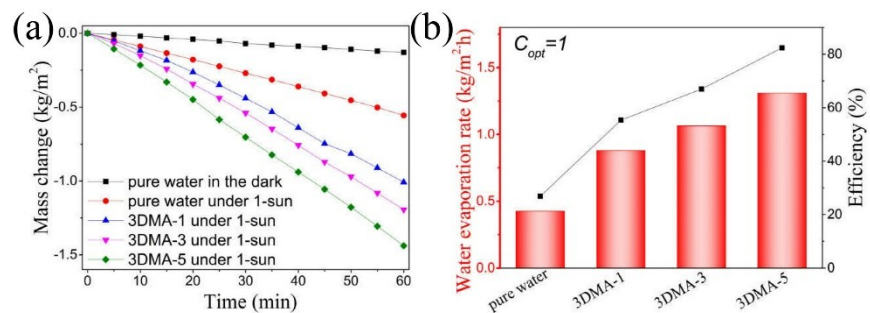 (a)
Mass change (kg/m²)
0.0
-0.5
-1.0
-1.5
pure water in the dark
pure water under 1-sun
3DMA-1 under 1-sun
3DMA-3 under 1-sun
3DMA-5 under 1-sun
0 10 20 30 40 50 60
Time (min)
(b)
Water evaporation rate (kg/m²·h)
1.5
1.0
0.5
0.0
C_opt=1
80
60
40
20
0
Efficiency (%)
pure water 3DMA-1 3DMA-3 3DMA-5